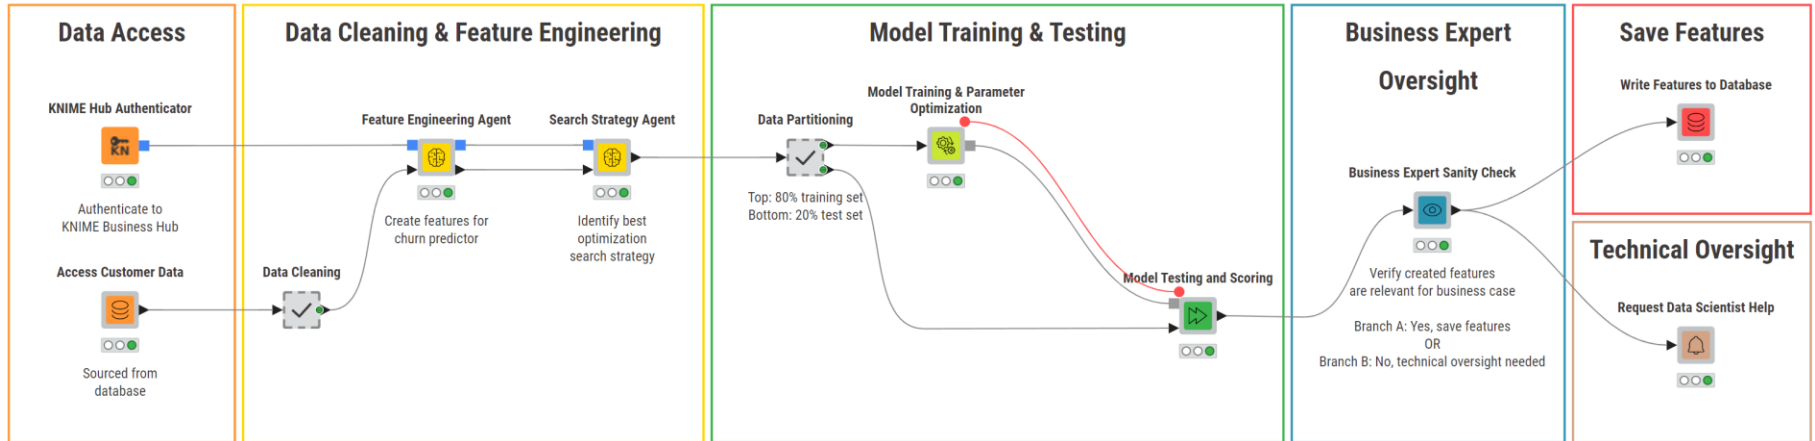 Data Access
KNIME Hub Authenticator
KN
Authenticate to
KNIME Business Hub
Access Customer Data
Sourced from
database
Data Cleaning & Feature Engineering
Feature Engineering Agent
Create features for
churn predictor
Search Strategy Agent
Identify best
optimization
search strategy
Data Cleaning
Model Training & Testing
Data Partitioning
Top: 80% training set
Bottom: 20% test set
Model Training & Parameter
Optimization
Model Testing and Scoring
Business Expert
Oversight
Business Expert Sanity Check
Verify created features
are relevant for business case
Branch A: Yes, save features
OR
Branch B: No, technical oversight needed
Save Features
Write Features to Database
Technical Oversight
Request Data Scientist Help